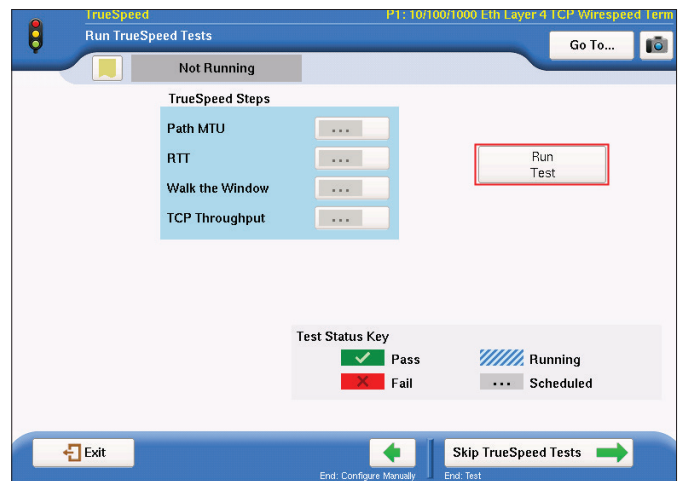 TrueSpeed P1: 10/100/1000 Eth Layer 4 TCP Wirespeed Term
Run TrueSpeed Tests
Go To...
Not Running
TrueSpeed Steps
Path MTU ...
RTT ...
Walk the Window ...
TCP Throughput ...
Run
Test
Test Status Key
Pass
Running
Fail
... Scheduled
Exit
Skip TrueSpeed Tests
End: Configure Manually
End: Test